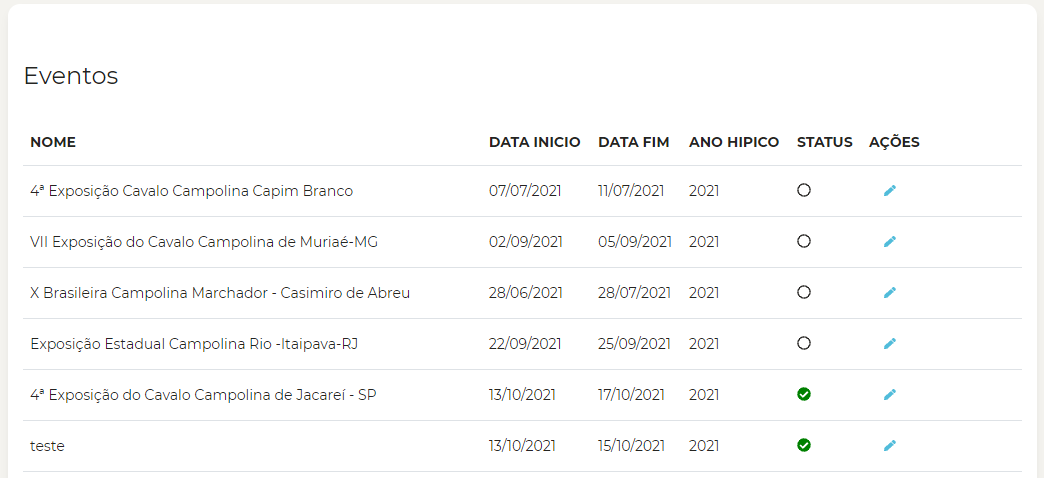 Eventos
NOME DATA INICIO DATA FIM ANO HIPICO STATUS AÇÕES
4ª Exposição Cavalo Campolina Capim Branco 07/07/2021 11/07/2021 2021
VII Exposição do Cavalo Campolina de Muriaé-MG 02/09/2021 05/09/2021 2021
X Brasileira Campolina Marchador - Casimiro de Abreu 28/06/2021 28/07/2021 2021
Exposição Estadual Campolina Rio -Itaipava-RJ 22/09/2021 25/09/2021 2021
4ª Exposição do Cavalo Campolina de Jacareí - SP 13/10/2021 17/10/2021 2021
teste 13/10/2021 15/10/2021 2021